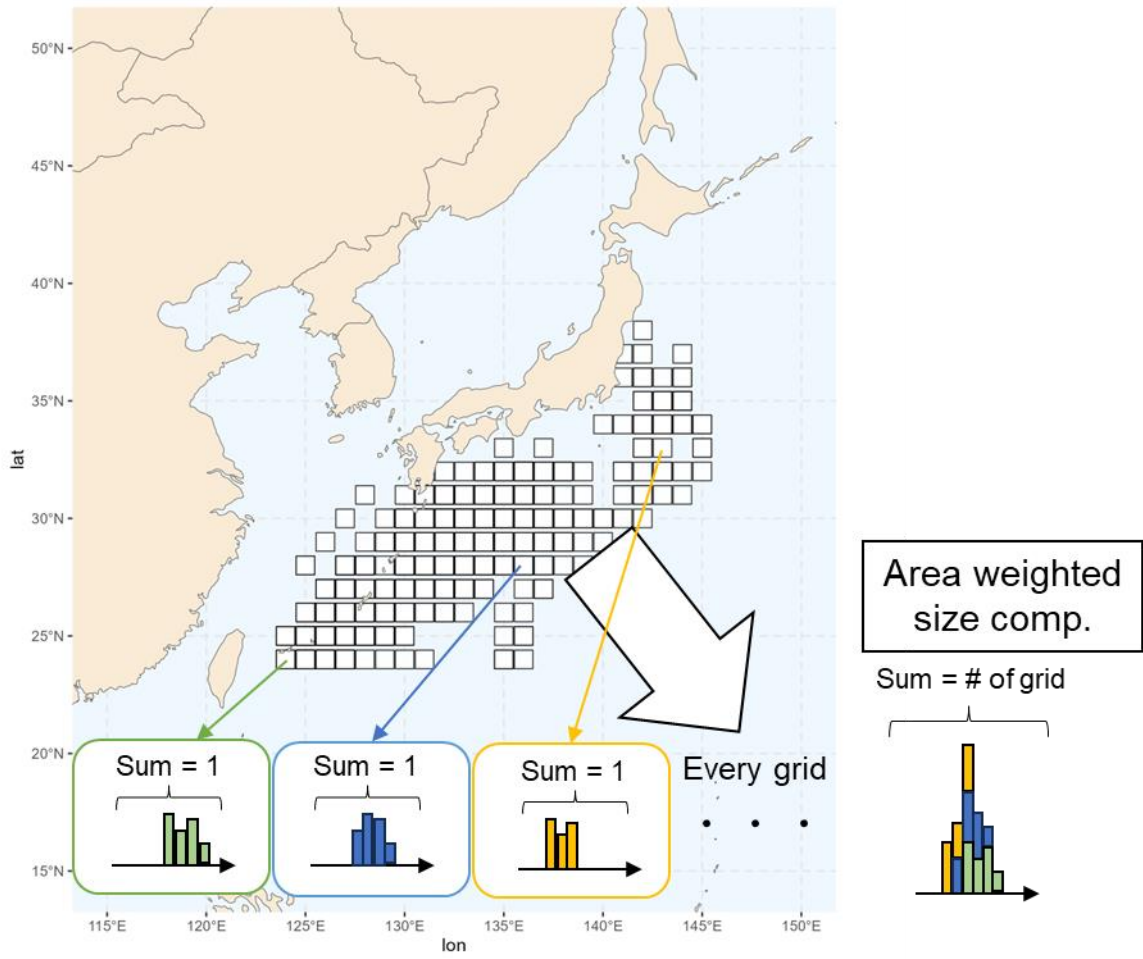 50°N
45°N
40°N
35°N
30°N
25°N
20°N
15°N
lat
115°E
120°E
125°E
130°E
135°E
140°E
145°E
150°E
lon
Sum = 1
Sum = 1
Sum = 1
Every grid
. . .
Area weighted
size comp.
Sum = # of grid